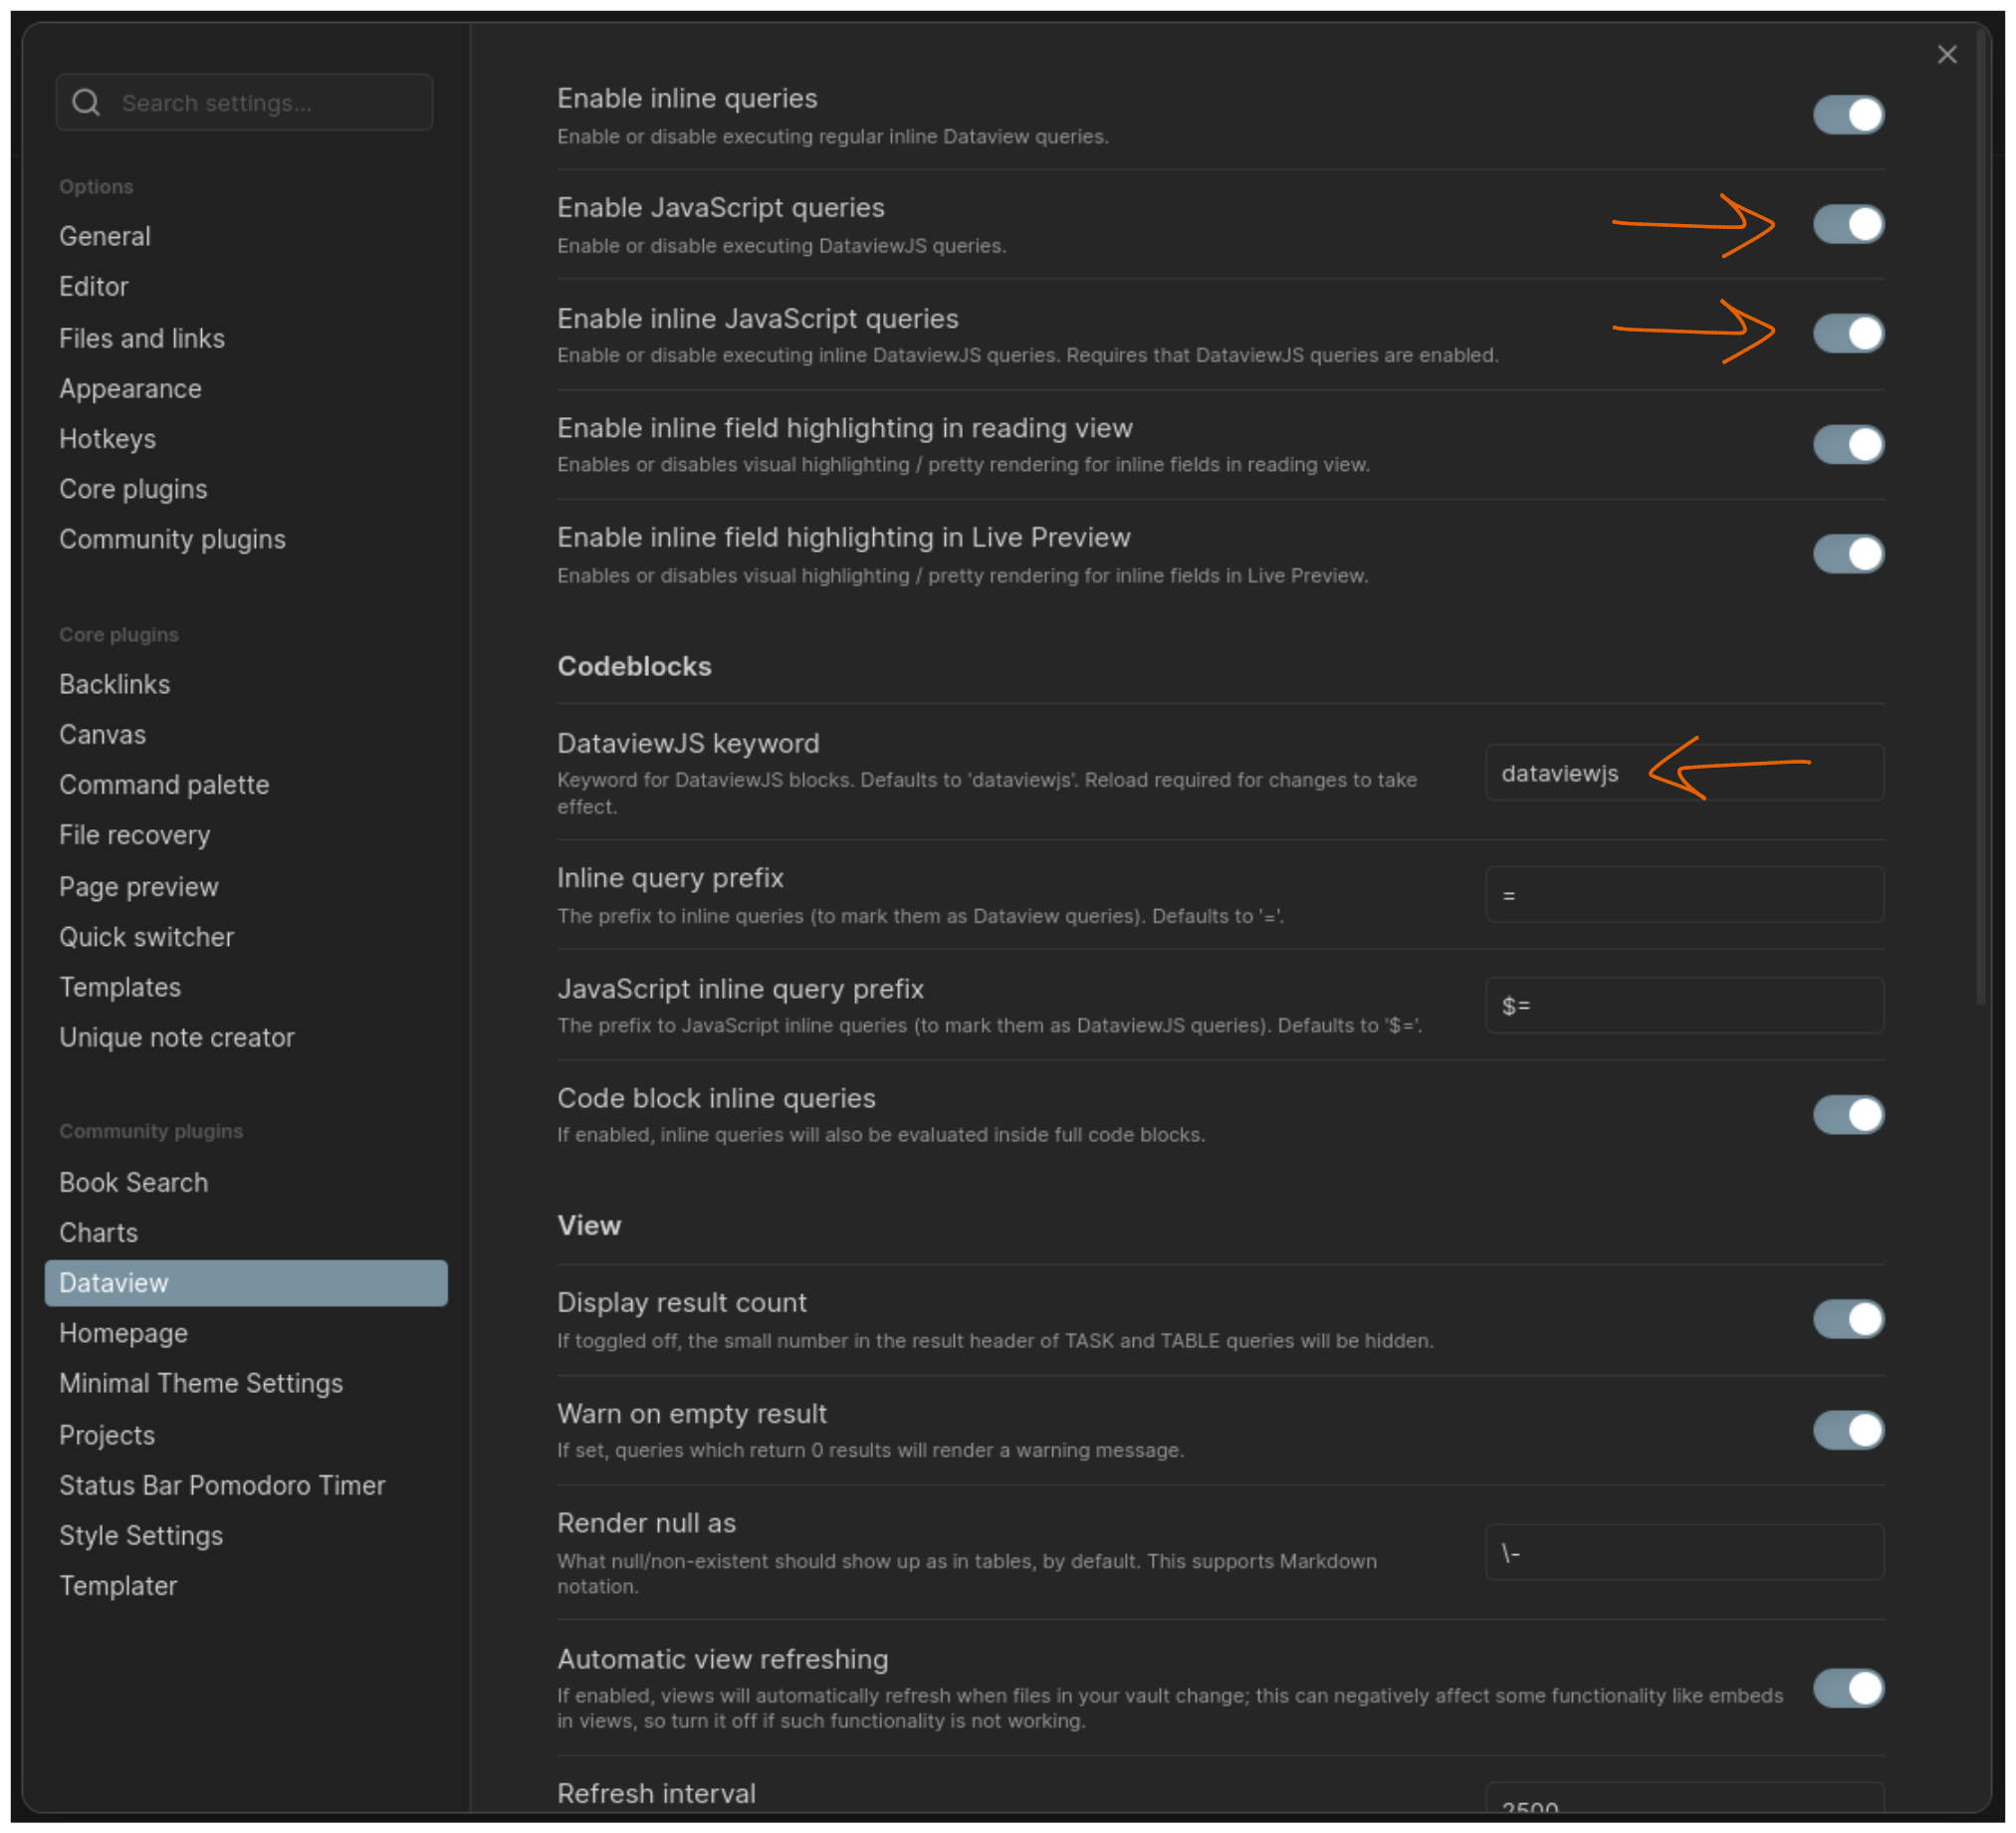 Search settings...
Options
General
Editor
Files and links
Appearance
Hotkeys
Core plugins
Community plugins
Core plugins
Backlinks
Canvas
Command palette
File recovery
Page preview
Quick switcher
Templates
Unique note creator
Community plugins
Book Search
Charts
Dataview
Homepage
Minimal Theme Settings
Projects
Status Bar Pomodoro Timer
Style Settings
Templater
Enable inline queries
Enable or disable executing regular inline Dataview queries.
Enable JavaScript queries
Enable or disable executing DataviewJS queries.
Enable inline JavaScript queries
Enable or disable executing inline DataviewJS queries. Requires that DataviewJS queries are enabled.
Enable inline field highlighting in reading view
Enables or disables visual highlighting / pretty rendering for inline fields in reading view.
Enable inline field highlighting in Live Preview
Enables or disables visual highlighting / pretty rendering for inline fields in Live Preview.
Codeblocks
DataviewJS keyword
Keyword for DataviewJS blocks. Defaults to 'dataviewjs'. Reload required for changes to take
effect.
dataviewjs
Inline query prefix
The prefix to inline queries (to mark them as Dataview queries). Defaults to '='.
=
JavaScript inline query prefix
The prefix to JavaScript inline queries (to mark them as DataviewJS queries). Defaults to '$='.
$=
Code block inline queries
If enabled, inline queries will also be evaluated inside full code blocks.
View
Display result count
If toggled off, the small number in the result header of TASK and TABLE queries will be hidden.
Warn on empty result
If set, queries which return 0 results will render a warning message.
Render null as
What null/non-existent should show up as in tables, by default. This supports Markdown
notation.
\-
Automatic view refreshing
If enabled, views will automatically refresh when files in your vault change; this can negatively affect some functionality like embeds
in views, so turn it off if such functionality is not working.
Refresh interval
2500